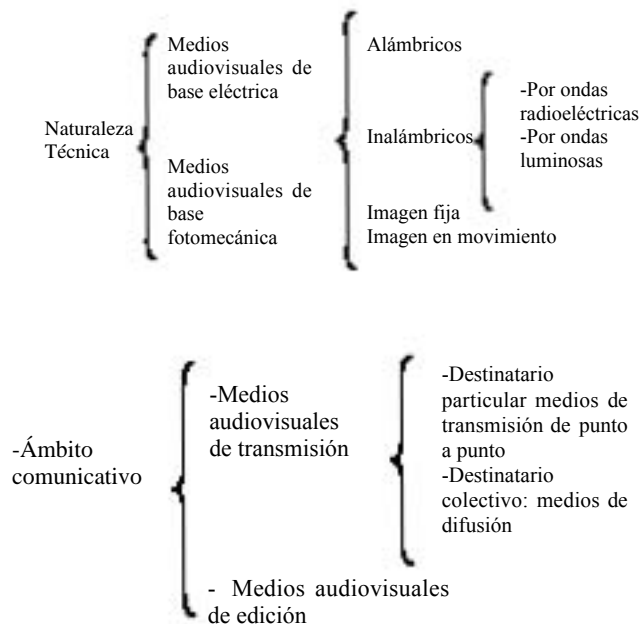 Naturaleza
Técnica
Medios
audiovisuales de
base eléctrica
Medios
audiovisuales de
base
fotomecánica
Alámbricos
Inalámbricos
Imagen fija
Imagen en movimiento
-Por ondas
radioeléctricas
-Por ondas
luminosas
-Ámbito
comunicativo
-Medios
audiovisuales
de transmisión
- Medios audiovisuales
de edición
-Destinatario
particular medios de
transmisión de punto
a punto
-Destinatario
colectivo: medios de
difusión